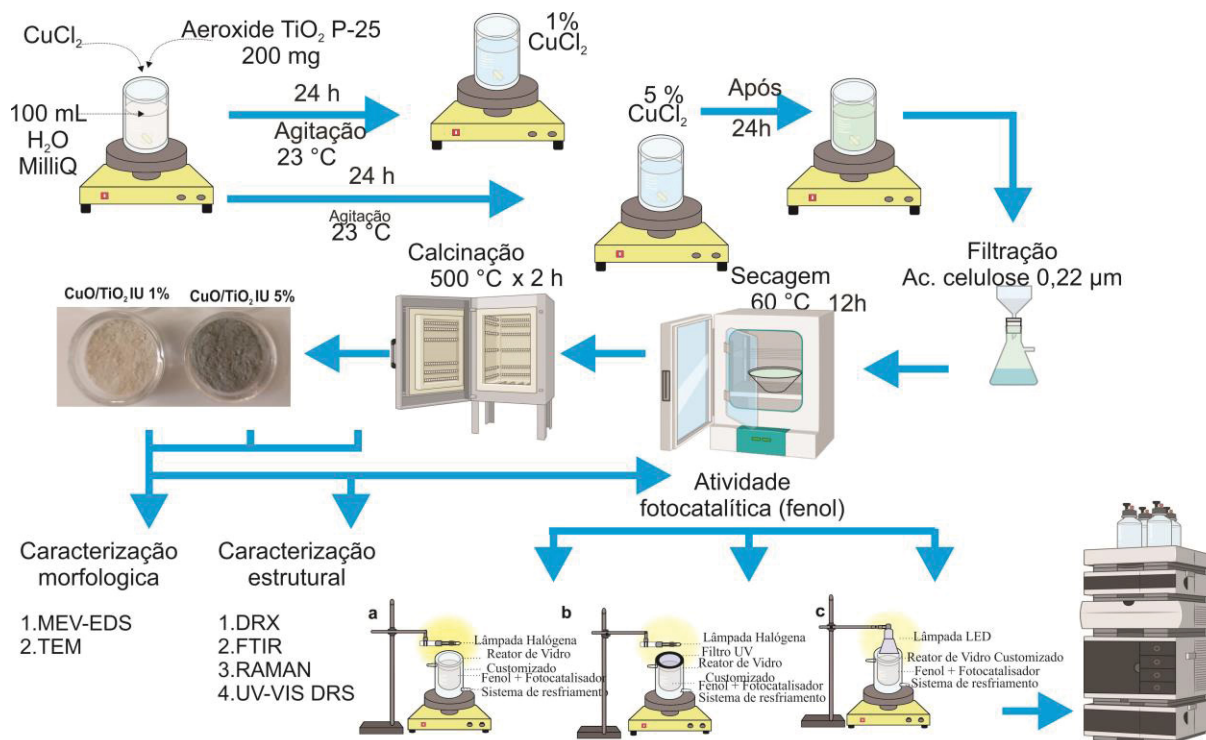 CuCl₂
Aeroxide TiO₂ P-25
200 mg
100 mL
H₂O
MilliQ
24 h
Agitação
23 °C
1%
CuCl₂
24 h
Agitação
23 °C
5 %
CuCl₂
Após
24h
Filtração
Ac. celulose 0,22 µm
Secagem
60 °C 12h
Calcinação
500 °C x 2 h
CuO/TiO₂ IU 1%
CuO/TiO₂ IU 5%
Caracterização
morfologica
1.MEV-EDS
2.TEM
Caracterização
estrutural
1.DRX
2.FTIR
3.RAMAN
4.UV-VIS DRS
Atividade
fotocatalítica (fenol)
a
Lâmpada Halógena
Reator de Vidro
Customizado
Fenol + Fotocatalisador
Sistema de resfriamento
b
Lâmpada Halógena
Filtro UV
Reator de Vidro
Customizado
Fenol + Fotocatalisador
Sistema de resfriamento
c
Lâmpada LED
Reator de Vidro Customizado
Fenol + Fotocatalisador
Sistema de resfriamento